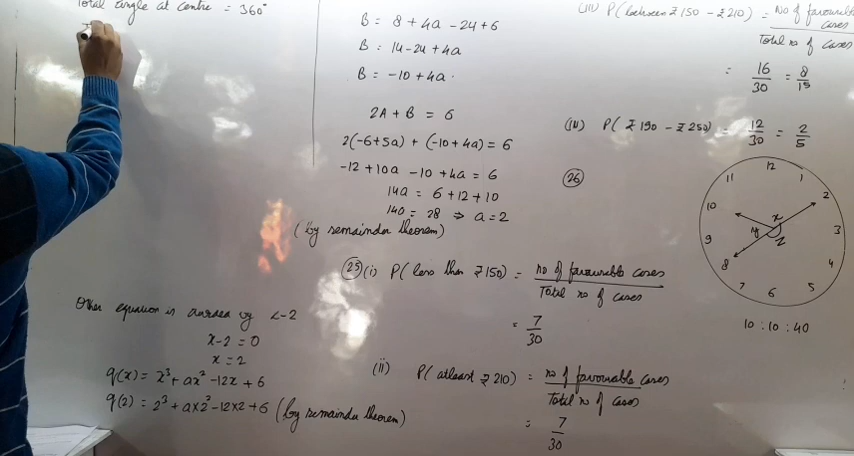 Total angle at centre = 360°
Other equation is divided by x-2
x-2 = 0
x = 2
q(x) = x³ + ax² - 12x + 6
q(2) = 2³ + a×2² - 12×2 + 6 (by remainder theorem)
B = 8 + 4a - 24 + 6
B = 14 - 24 + 4a
B = -10 + 4a.
2A + B = 6
2(-6+5a) + (-10+4a) = 6
-12 + 10a - 10 + 4a = 6
14a = 6 + 12 + 10
14a = 28 ⇒ a = 2
(by remainder theorem)
25 (i) P(less than ₹150) = no of favourable cases / Total no of cases
= 7/30
(ii) P(atleast ₹210) = no of favourable cases / Total no of cases
= 7/30
(iii) P(between ₹150 - ₹210) = No of favourable cases / Total no of cases
= 16/30 = 8/15
(iv) P(₹190 - ₹250) = 12/30 = 2/5
26
12
11 1
10 2
x
9 y 3
z
8 4
7 5
6
10:10:40